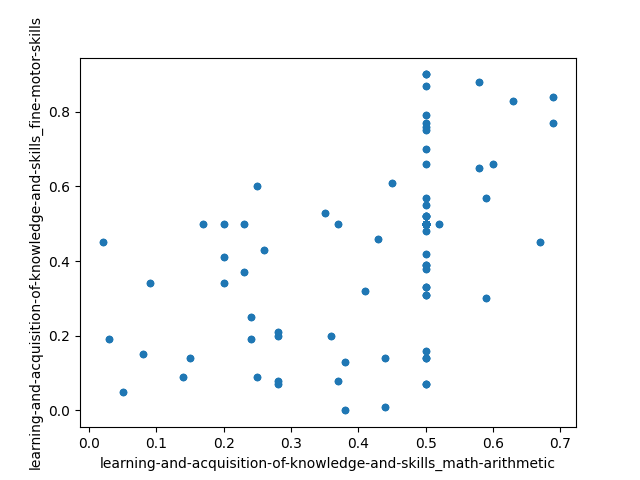 learning-and-acquisition-of-knowledge-and-skills_fine-motor-skills
0.8
0.6
0.4
0.2
0.0
0.0 0.1 0.2 0.3 0.4 0.5 0.6 0.7
learning-and-acquisition-of-knowledge-and-skills_math-arithmetic